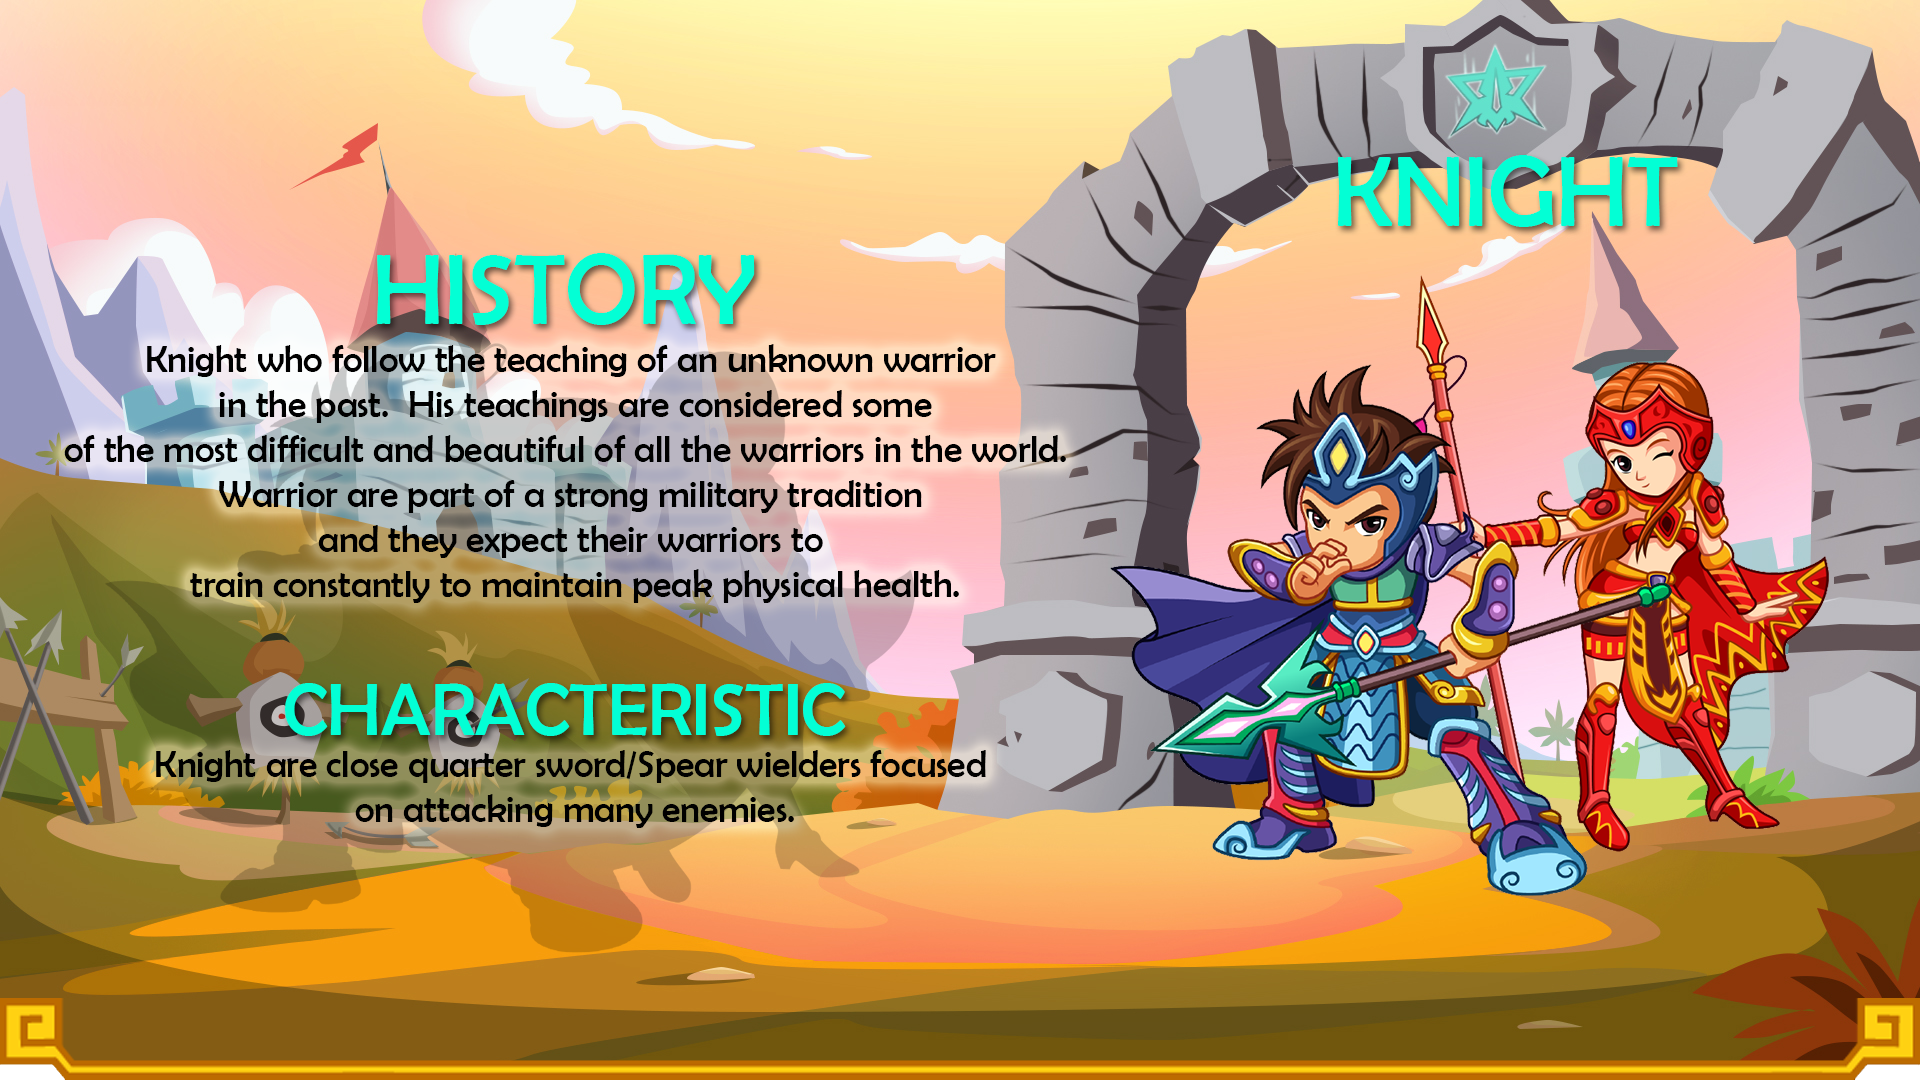 KNIGHT
HISTORY
Knight who follow the teaching of an unknown warrior
in the past.  His teachings are considered some
of the most difficult and beautiful of all the warriors in the world.
Warrior are part of a strong military tradition
and they expect their warriors to
train constantly to maintain peak physical health.
CHARACTERISTIC
Knight are close quarter sword/Spear wielders focused
on attacking many enemies.